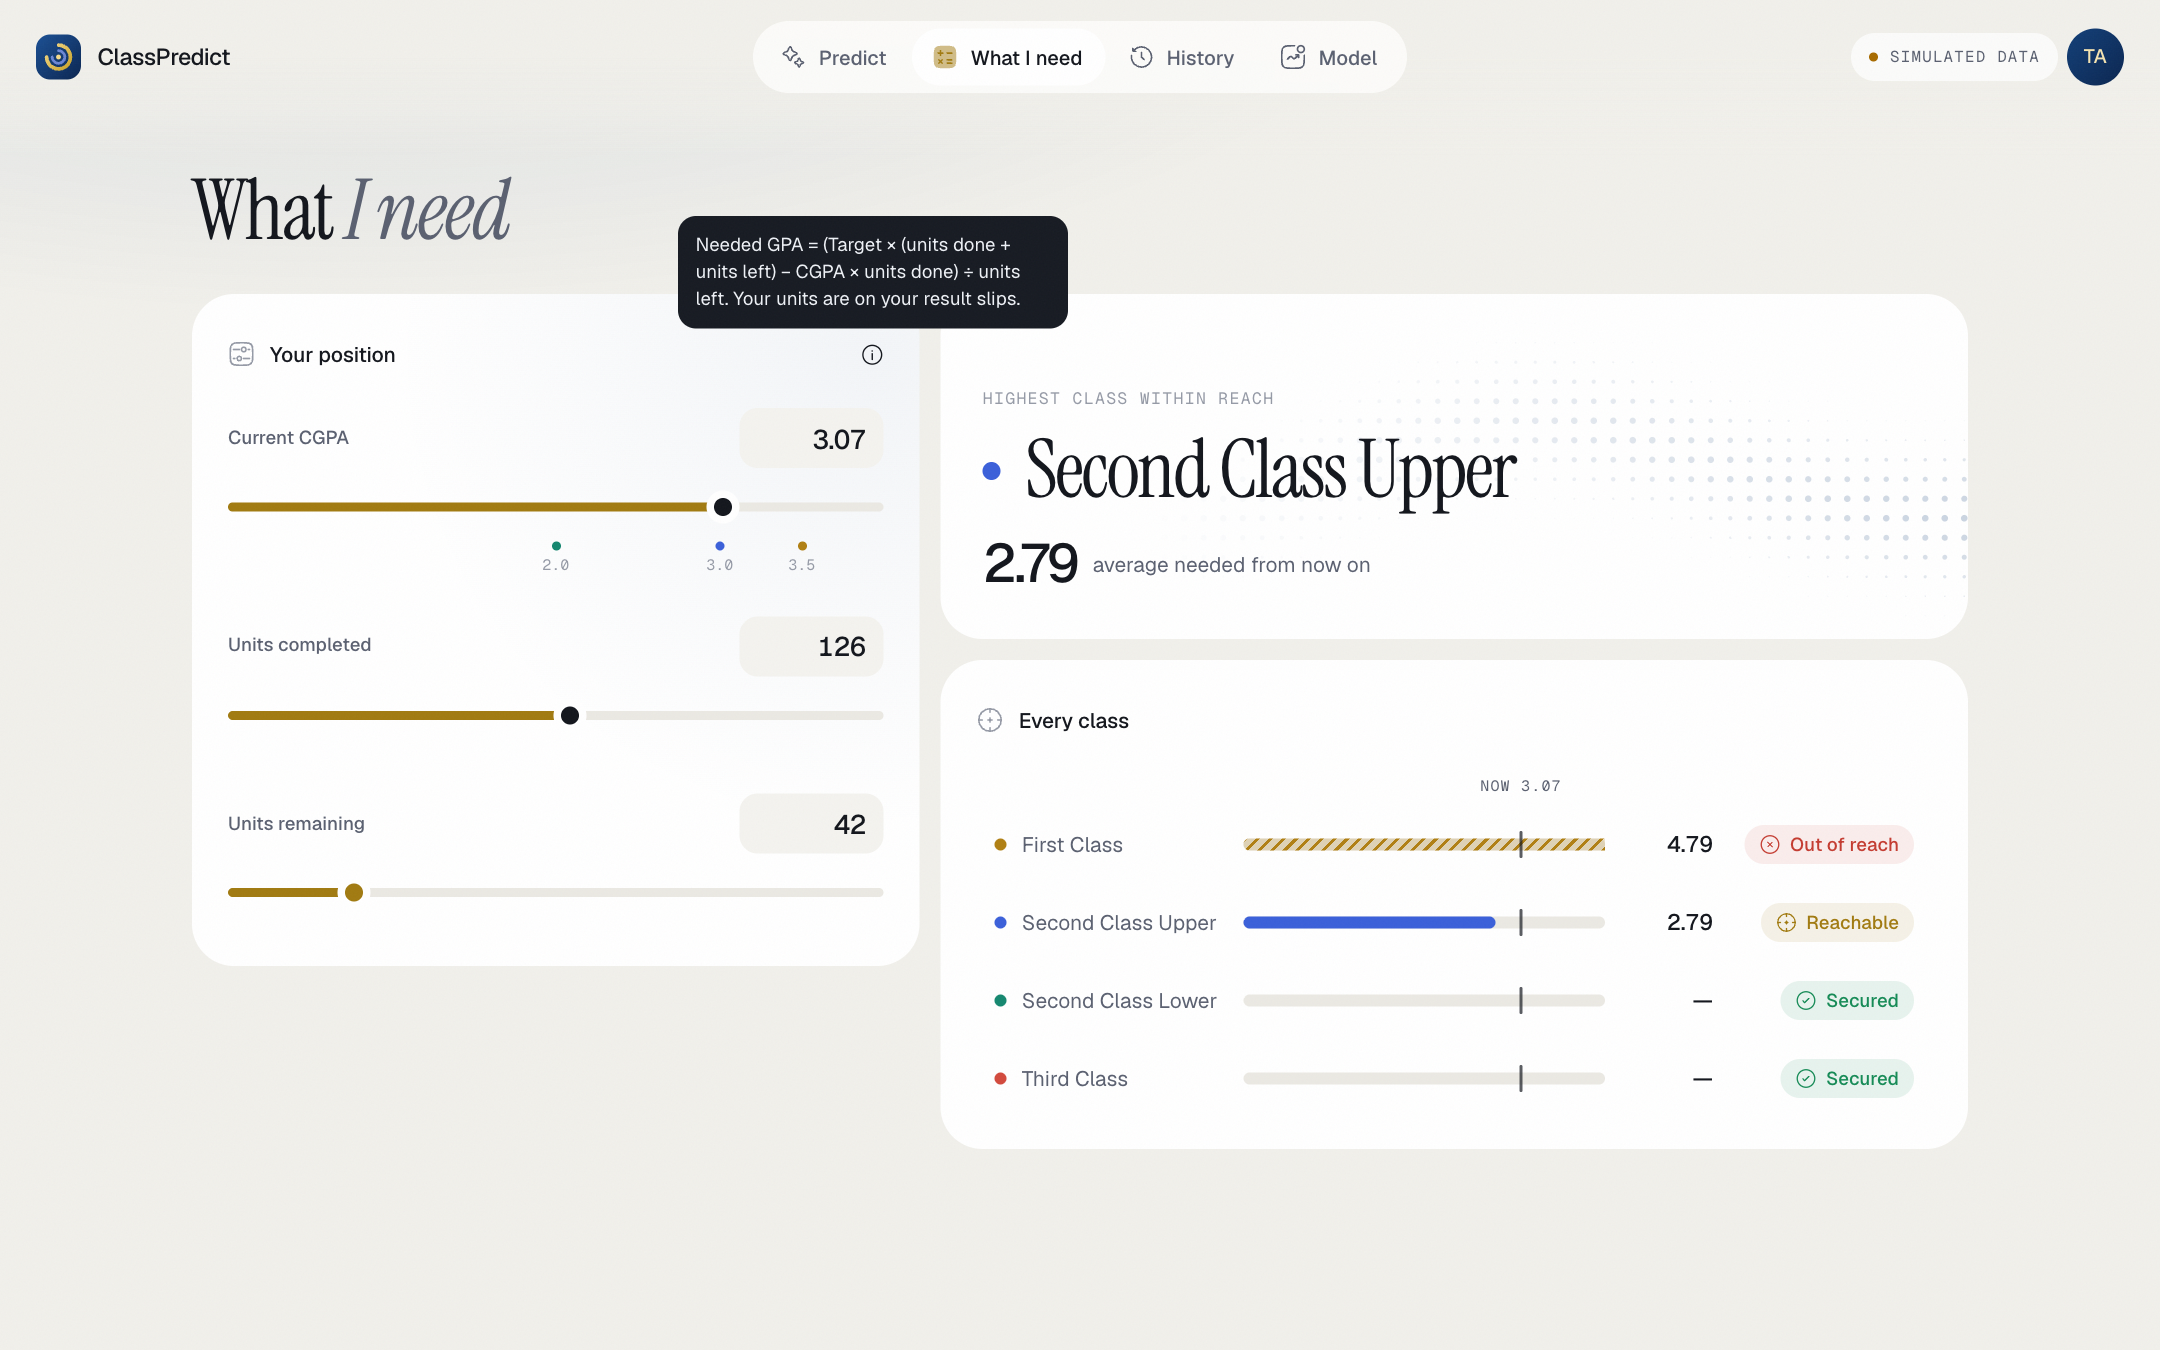 ClassPredict
Predict
What I need
History
Model
SIMULATED DATA
TA
What I need
Needed GPA = (Target × (units done +
units left) − CGPA × units done) ÷ units
left. Your units are on your result slips.
Your position
Current CGPA
3.07
2.0
3.0
3.5
Units completed
126
Units remaining
42
HIGHEST CLASS WITHIN REACH
Second Class Upper
2.79 average needed from now on
Every class
NOW 3.07
First Class
4.79
Out of reach
Second Class Upper
2.79
Reachable
Second Class Lower
—
Secured
Third Class
—
Secured